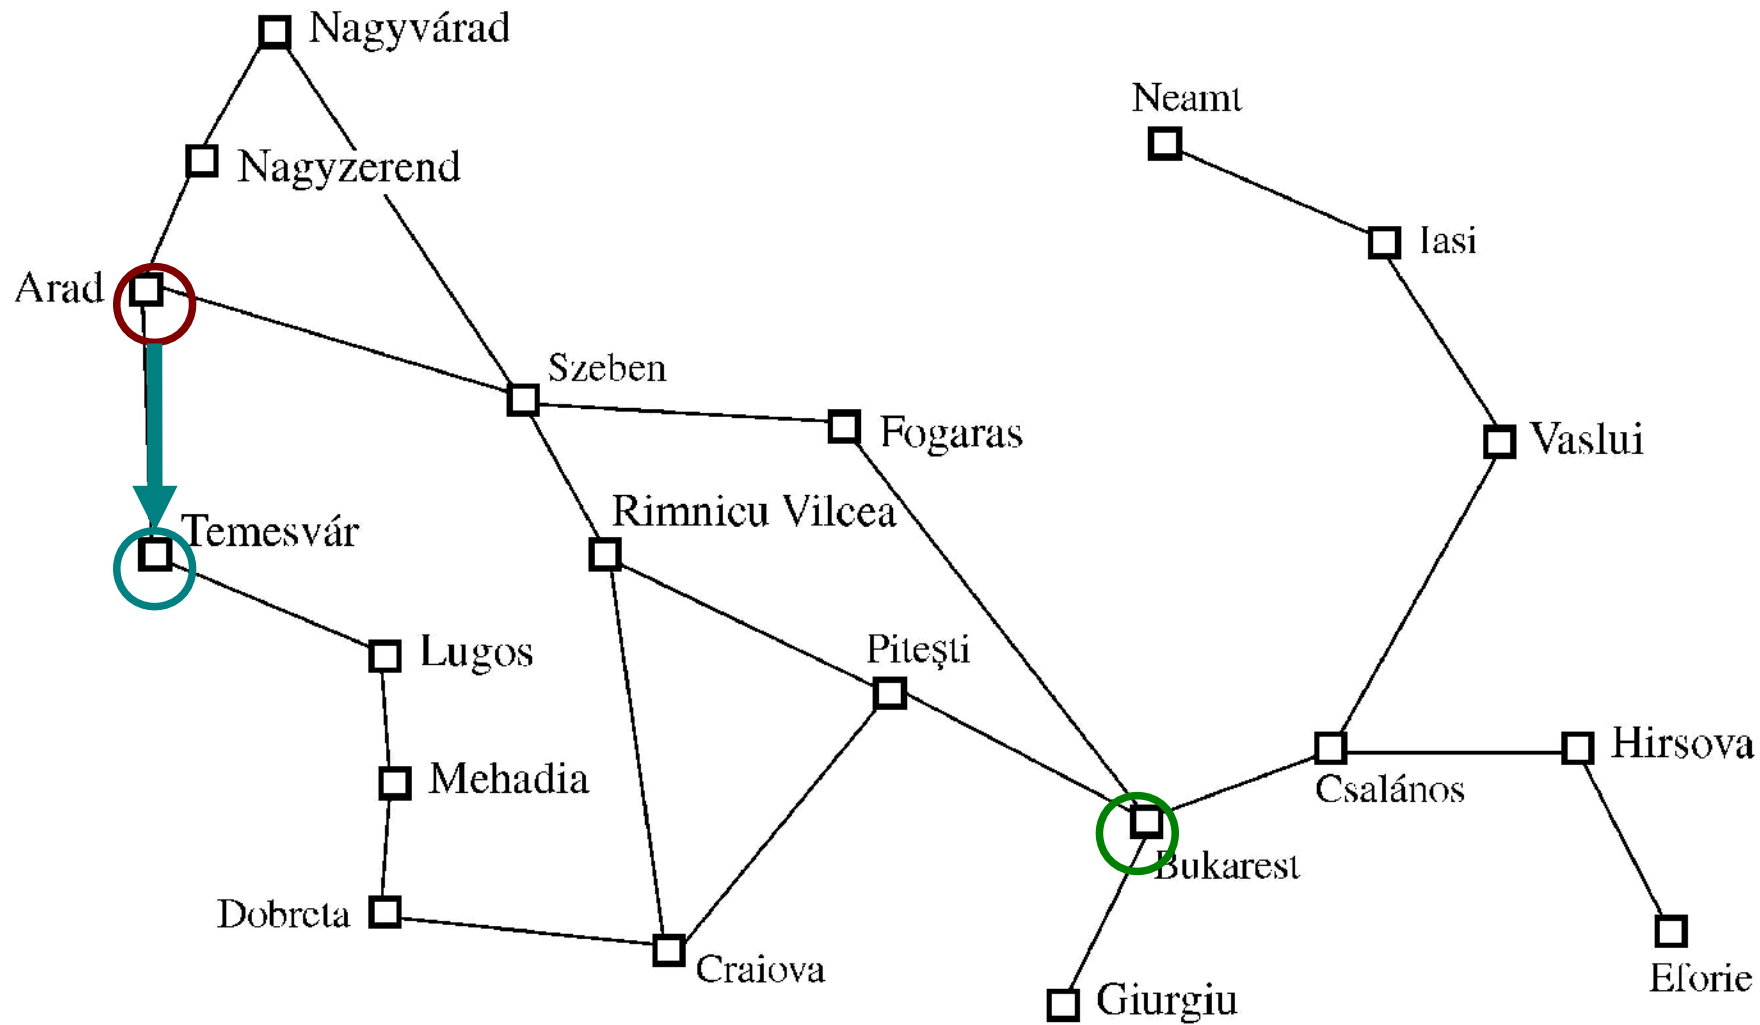 Nagyvárad
Neamt
Nagyzerend
Iasi
Arad
Szeben
Fogaras
Vaslui
Rimnicu Vilcea
Temesvár
Lugos
Piteşti
Hirsova
Mehadia
Csalános
Bukarest
Dobreta
Craiova
Eforie
Giurgiu